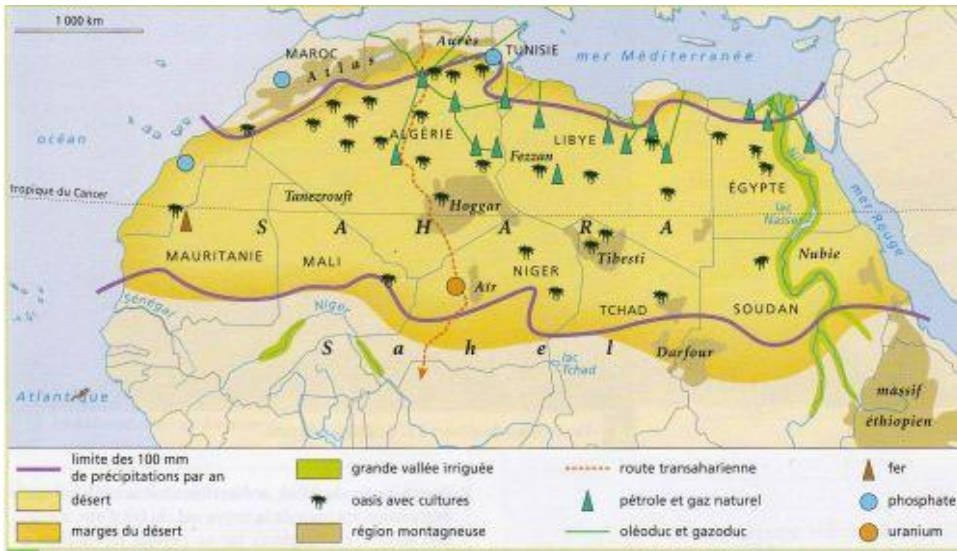 1 000 km
MAROC
Atlas
Aurès
TUNISIE
mer Méditerranée
océan
ALGÉRIE
LIBYE
Fezzan
Nil
ÉGYPTE
tropique du Cancer
Tanezrouft
Hoggar
lac
Nasser
mer Rouge
SAHARA
MAURITANIE
MALI
NIGER
Tibesti
Nubie
Aïr
TCHAD
SOUDAN
Sénégal
Niger
Sahel
lac
Tchad
Darfour
Atlantique
massif
éthiopien
limite des 100 mm
de précipitations par an
désert
marges du désert
grande vallée irriguée
oasis avec cultures
région montagneuse
route transaharienne
pétrole et gaz naturel
oléoduc et gazoduc
fer
phosphate
uranium